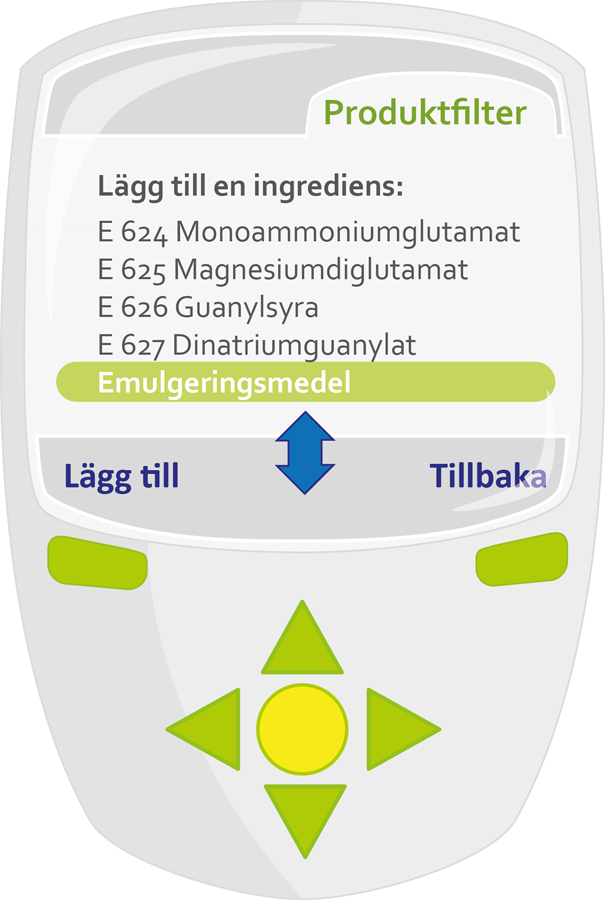 Produktfilter
Lägg till en ingrediens:
E 624 Monoammoniumglutamat
E 625 Magnesiumdiglutamat
E 626 Guanylsyra
E 627 Dinatriumguanylat
Emulgeringsmedel
Lägg till Tillbaka